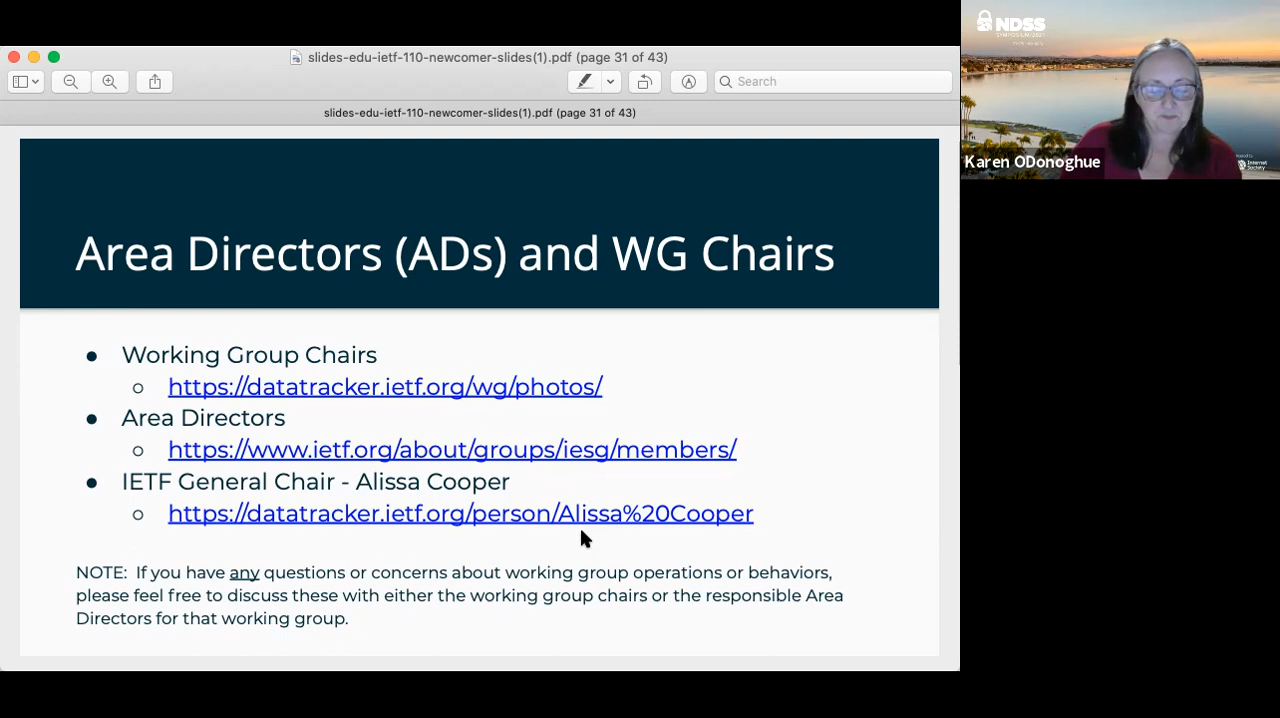 slides-edu-ietf-110-newcomer-slides(1).pdf (page 31 of 43)
Search
slides-edu-ietf-110-newcomer-slides(1).pdf (page 31 of 43)
Area Directors (ADs) and WG Chairs
● Working Group Chairs
○ https://datatracker.ietf.org/wg/photos/
● Area Directors
○ https://www.ietf.org/about/groups/iesg/members/
● IETF General Chair - Alissa Cooper
○ https://datatracker.ietf.org/person/Alissa%20Cooper
NOTE: If you have any questions or concerns about working group operations or behaviors,
please feel free to discuss these with either the working group chairs or the responsible Area
Directors for that working group.
NDSS
Karen ODonoghue
Internet
Society